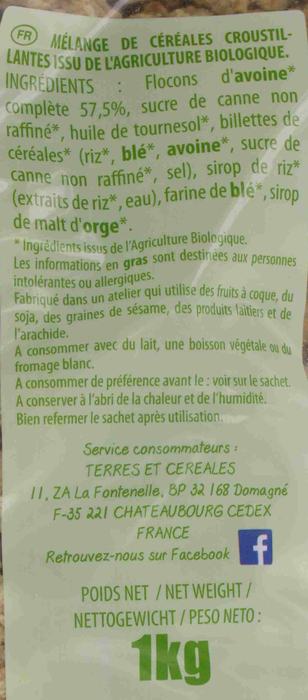 FR MÉLANGE DE CÉRÉALES CROUSTIL-
LANTES ISSU DE L'AGRICULTURE BIOLOGIQUE.
INGRÉDIENTS : Flocons d'avoine*
complète 57,5%, sucre de canne non
raffiné*, huile de tournesol*, billettes de
céréales* (riz*, blé*, avoine*, sucre de
canne non raffiné*, sel), sirop de riz*
(extraits de riz*, eau), farine de blé*, sirop
de malt d'orge*.
* Ingrédients issus de l'Agriculture Biologique.
Les informations en gras sont destinées aux personnes
intolérantes ou allergiques.
Fabriqué dans un atelier qui utilise des fruits à coque, du
soja, des graines de sésame, des produits laitiers et de
l'arachide.
A consommer avec du lait, une boisson végétale ou du
fromage blanc.
A consommer de préférence avant le : voir sur le sachet.
A conserver à l'abri de la chaleur et de l'humidité.
Bien refermer le sachet après utilisation.
Service consommateurs :
TERRES ET CEREALES
11, ZA La Fontenelle, BP 32 168 Domagné
F-35 221 CHATEAUBOURG CEDEX
FRANCE
Retrouvez-nous sur Facebook f
POIDS NET / NET WEIGHT /
NETTOGEWICHT / PESO NETO :
1kg